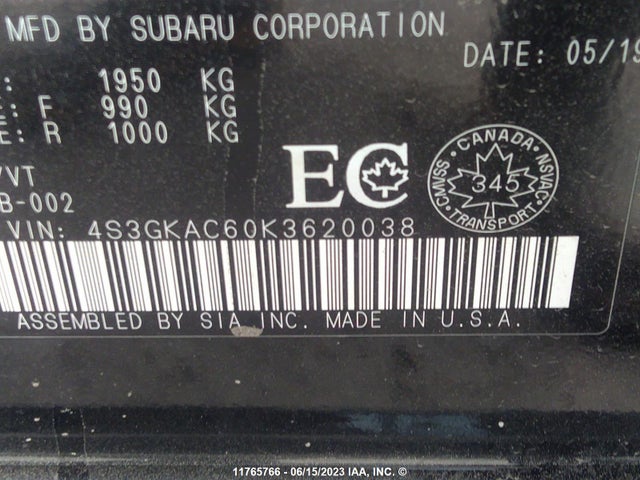 MFD BY SUBARU CORPORATION
DATE: 05/19
: 1950 KG
E: F 990 KG
E: R 1000 KG
/VT
B-002
EC
CANADA
CMVSS 345 NSVAC
TRANSPORT
VIN: 4S3GKAC60K3620038
ASSEMBLED BY SIA INC. MADE IN U.S.A.
11765766 - 06/15/2023 IAA, INC. ©